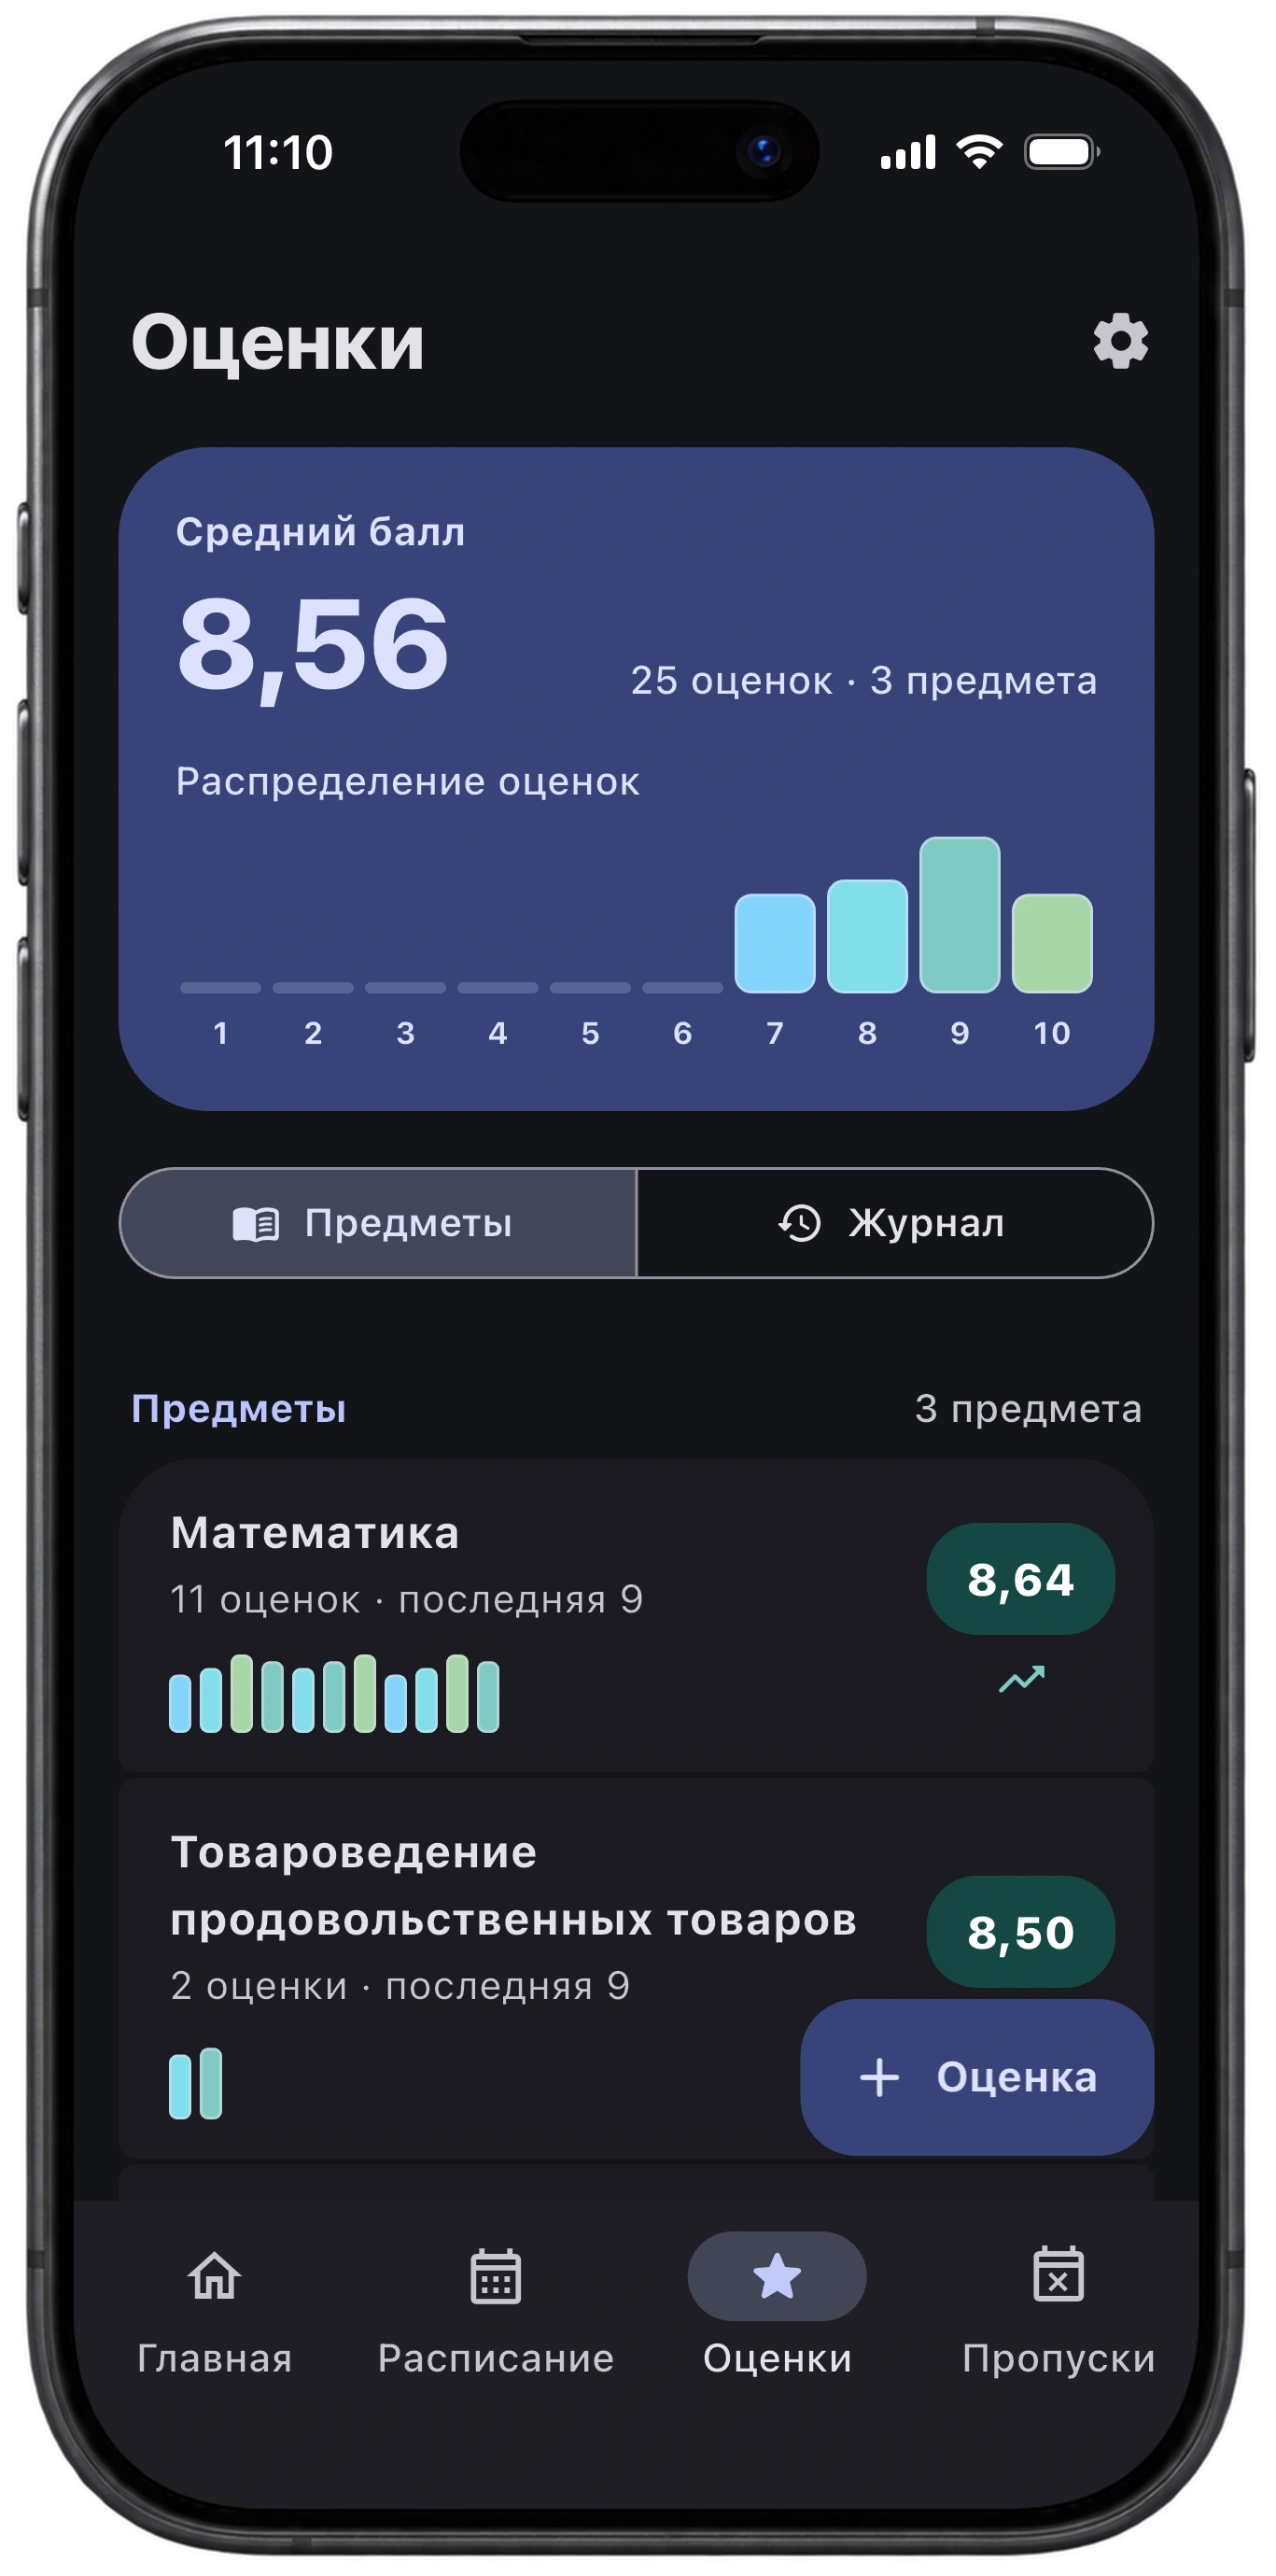 11:10
Оценки
Средний балл
8,56
25 оценок · 3 предмета
Распределение оценок
1 2 3 4 5 6 7 8 9 10
Предметы
Журнал
Предметы
3 предмета
Математика
11 оценок · последняя 9
8,64
Товароведение
продовольственных товаров
2 оценки · последняя 9
8,50
+ Оценка
Главная
Расписание
Оценки
Пропуски